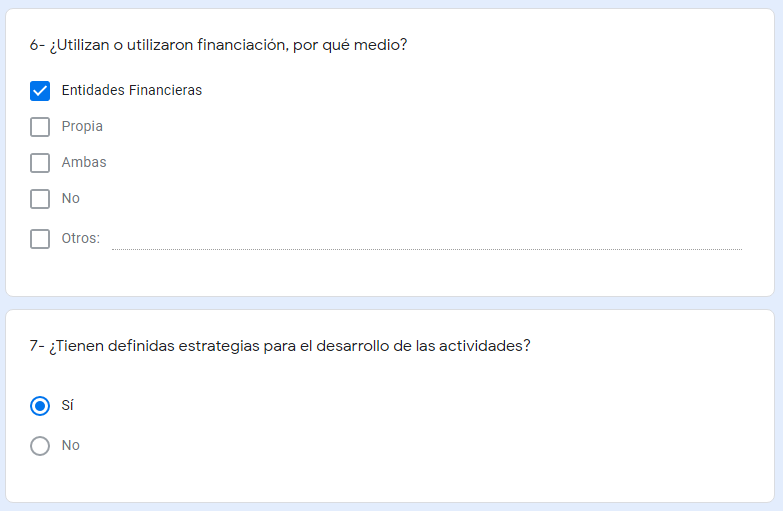 6- ¿Utilizan o utilizaron financiación, por qué medio?
Entidades Financieras
Propia
Ambas
No
Otros:
7- ¿Tienen definidas estrategias para el desarrollo de las actividades?
Sí
No